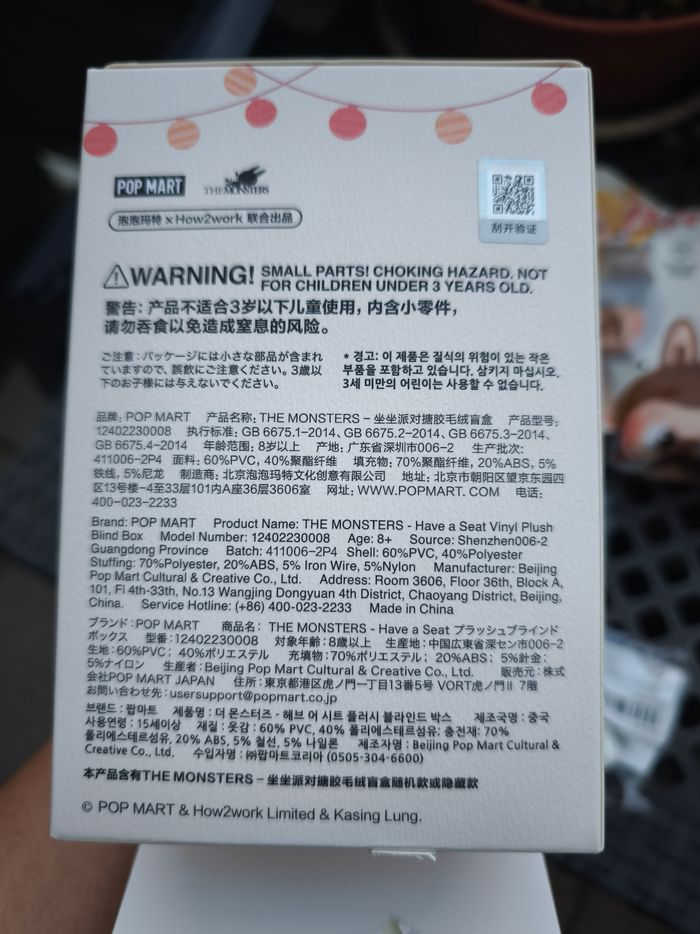 POP MART THE MONSTERS
泡泡玛特 x How2work 联合出品
刮开验证
WARNING! SMALL PARTS! CHOKING HAZARD. NOT
FOR CHILDREN UNDER 3 YEARS OLD.
警告: 产品不适合3岁以下儿童使用，内含小零件，
请勿吞食以免造成窒息的风险。
ご注意：パッケージには小さな部品が含まれ
ていますので、誤飲にご注意ください。3歳以
下のお子様には与えないでください。
* 경고: 이 제품은 질식의 위험이 있는 작은
부품을 포함하고 있습니다. 삼키지 마십시오.
3세 미만의 어린이는 사용할 수 없습니다.
品牌: POP MART 产品名称: THE MONSTERS – 坐坐派对搪胶毛绒盲盒 产品型号:
12402230008 执行标准: GB 6675.1–2014、GB 6675.2–2014、GB 6675.3–2014、
GB 6675.4–2014 年龄范围: 8岁以上 产地: 广东省深圳市006–2 生产批次:
411006-2P4 面料: 60%PVC, 40%聚酯纤维 填充物: 70%聚酯纤维, 20%ABS, 5%
铁线, 5%尼龙 制造商: 北京泡泡玛特文化创意有限公司 地址: 北京市朝阳区望京东园四
区13号楼–4至33层101内A座36层3606室 网址: WWW.POPMART. COM 电话:
400–023–2233
Brand: POP MART Product Name: THE MONSTERS - Have a Seat Vinyl Plush
Blind Box Model Number: 12402230008 Age: 8+ Source: Shenzhen006-2
Guangdong Province Batch: 411006-2P4 Shell: 60%PVC, 40%Polyester
Stuffing: 70%Polyester, 20%ABS, 5% Iron Wire, 5%Nylon Manufacturer: Beijing
Pop Mart Cultural & Creative Co., Ltd. Address: Room 3606, Floor 36th, Block A,
101, Fl 4th-33th, No.13 Wangjing Dongyuan 4th District, Chaoyang District, Beijing,
China. Service Hotline: (+86) 400-023-2233 Made in China
ブランド：POP MART 商品名： THE MONSTERS - Have a Seat プラッシュブラインド
ボックス 型番：12402230008 対象年齢：8歳以上 生産地：中国広東省深セン市006–2
生地：60%PVC； 40%ポリエステル 充填物：70%ポリエステル； 20%ABS； 5%針金；
5%ナイロン 生産者：Beijing Pop Mart Cultural & Creative Co., Ltd. 販売元：株式
会社POP MART JAPAN 住所：東京都港区虎ノ門一丁目13番5号 VORT虎ノ門Ⅱ 7階
お問い合わせ先：usersupport@popmart.co.jp
브랜드 : 팝마트 제품명 : 더 몬스터즈 - 해브 어 시트 플러시 블라인드 박스 제조국명 : 중국
사용연령 : 15세이상 재질 : 옷감 : 60% PVC, 40% 폴리에스테르섬유: 충전재: 70%
폴리에스테르섬유, 20% ABS, 5% 철선, 5% 나일론 제조자명 : Beijing Pop Mart Cultural &
Creative Co., Ltd. 수입자명 : ㈜팝마트코리아 (0505-304-6600)
本产品含有THE MONSTERS – 坐坐派对搪胶毛绒盲盒随机款或隐藏款
© POP MART & How2work Limited & Kasing Lung.